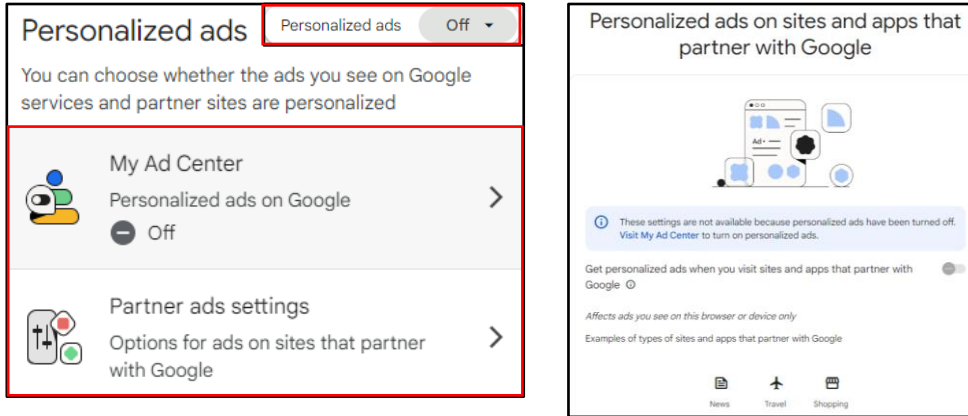 Personalized ads
Personalized ads Off
You can choose whether the ads you see on Google
services and partner sites are personalized
My Ad Center
Personalized ads on Google
Off
Partner ads settings
Options for ads on sites that partner
with Google
Personalized ads on sites and apps that
partner with Google
Ad
These settings are not available because personalized ads have been turned off.
Visit My Ad Center to turn on personalized ads.
Get personalized ads when you visit sites and apps that partner with
Google
Affects ads you see on this browser or device only
Examples of types of sites and apps that partner with Google
News Travel Shopping